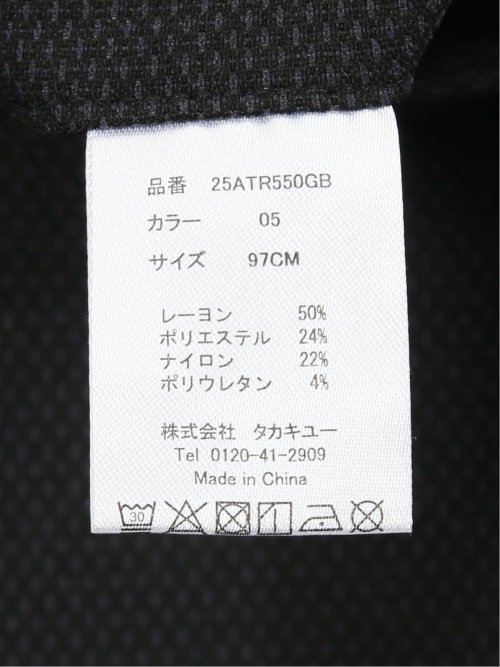 品番 25ATR550GB
カラー 05
サイズ 97CM
レーヨン 50%
ポリエステル 24%
ナイロン 22%
ポリウレタン 4%
株式会社 タカキュー
Tel 0120-41-2909
Made in China
30